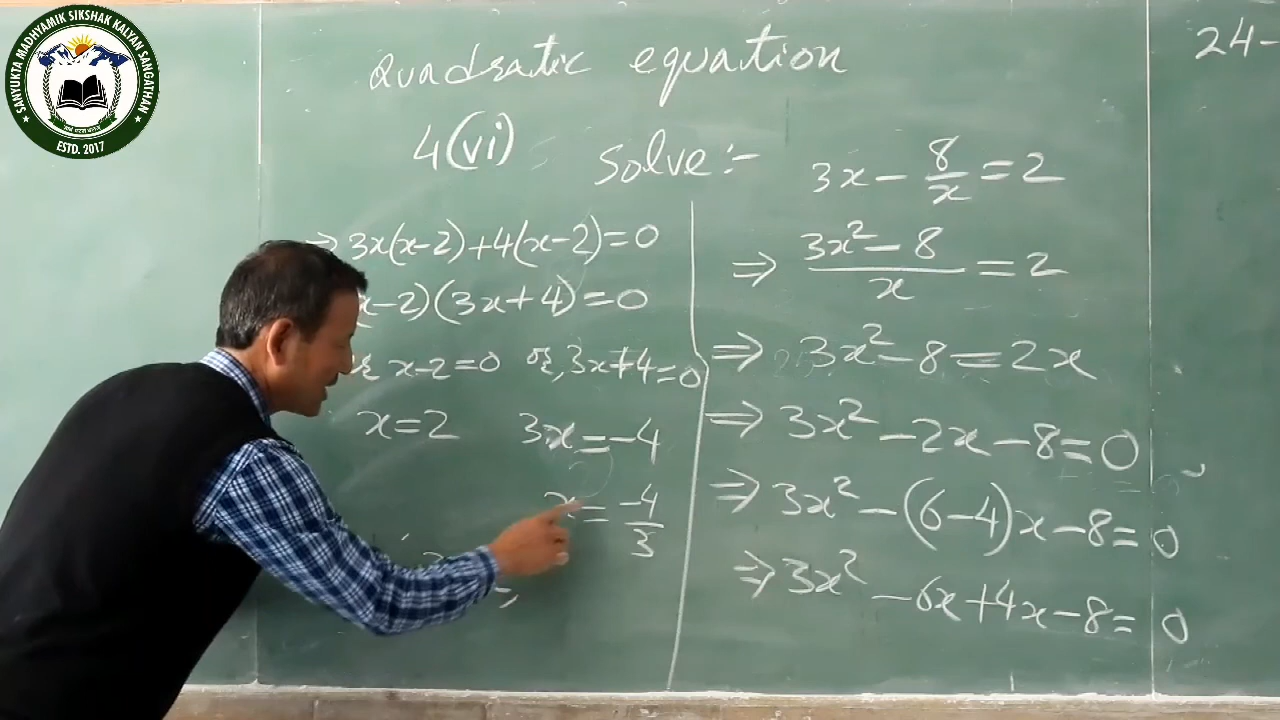 SANYUKTA MADHYAMIK SIKSHAK KALYAN SANGATHAN
ESTD. 2017
24-
Quadratic equation
4(vi) Solve:- 3x - 8/x = 2
⇒ (3x² - 8)/x = 2
⇒ 3x² - 8 = 2x
⇒ 3x² - 2x - 8 = 0
⇒ 3x² - (6-4)x - 8 = 0
⇒ 3x² - 6x + 4x - 8 = 0
⇒ 3x(x-2)+4(x-2)=0
x-2)(3x+4)=0
x-2=0 or, 3x+4=0
x=2 3x=-4
x = -4/3